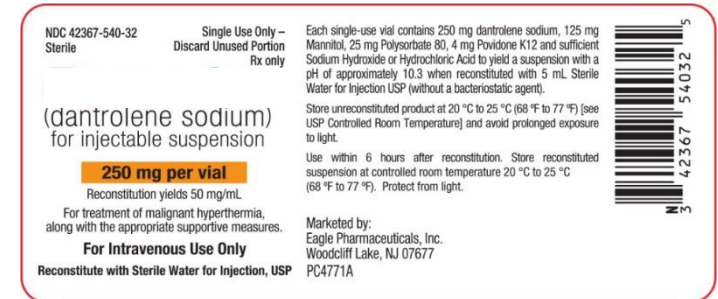 NDC 42367-540-32
Sterile
Single Use Only –
Discard Unused Portion
Rx only
(dantrolene sodium)
for injectable suspension
250 mg per vial
Reconstitution yields 50 mg/mL
For treatment of malignant hyperthermia,
along with the appropriate supportive measures.
For Intravenous Use Only
Reconstitute with Sterile Water for Injection, USP
Each single-use vial contains 250 mg dantrolene sodium, 125 mg
Mannitol, 25 mg Polysorbate 80, 4 mg Povidone K12 and sufficient
Sodium Hydroxide or Hydrochloric Acid to yield a suspension with a
pH of approximately 10.3 when reconstituted with 5 mL Sterile
Water for Injection USP (without a bacteriostatic agent).
Store unreconstituted product at 20 °C to 25 °C (68 °F to 77 °F) [see
USP Controlled Room Temperature] and avoid prolonged exposure
to light.
Use within 6 hours after reconstitution. Store reconstituted
suspension at controlled room temperature 20 °C to 25 °C
(68 °F to 77 °F). Protect from light.
Marketed by:
Eagle Pharmaceuticals, Inc.
Woodcliff Lake, NJ 07677
PC4771A
N 3 42367 54032 5